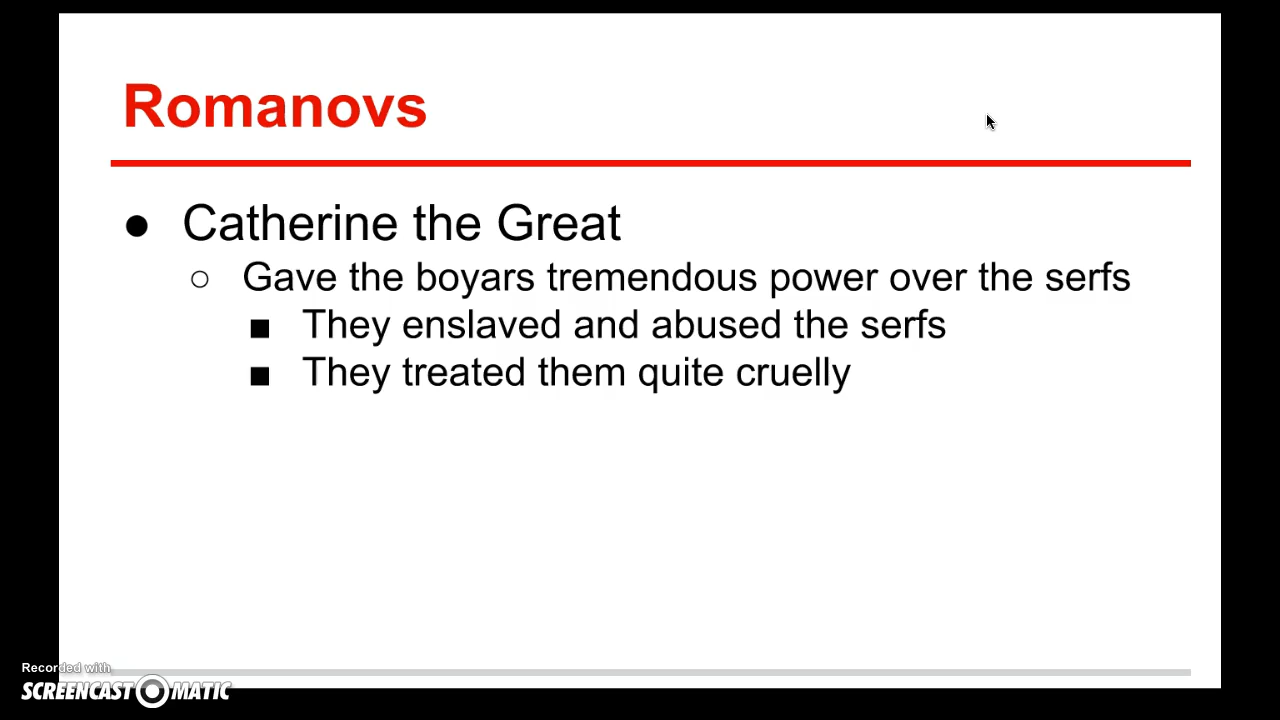 Romanovs
● Catherine the Great
○ Gave the boyars tremendous power over the serfs
■ They enslaved and abused the serfs
■ They treated them quite cruelly
Recorded with
SCREENCAST MATIC